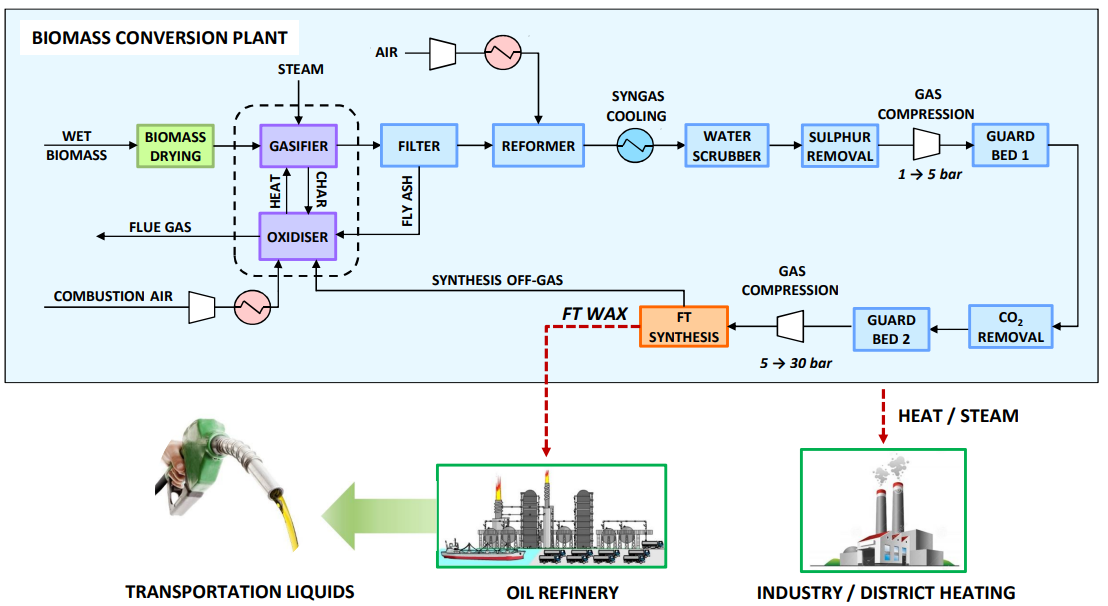 BIOMASS CONVERSION PLANT
AIR
STEAM
WET
BIOMASS
BIOMASS
DRYING
GASIFIER
FILTER
REFORMER
SYNGAS
COOLING
WATER
SCRUBBER
SULPHUR
REMOVAL
GAS
COMPRESSION
1 → 5 bar
GUARD
BED 1
HEAT
CHAR
FLY ASH
FLUE GAS
OXIDISER
COMBUSTION AIR
SYNTHESIS OFF-GAS
FT WAX
FT
SYNTHESIS
GAS
COMPRESSION
5 → 30 bar
GUARD
BED 2
CO₂
REMOVAL
HEAT / STEAM
TRANSPORTATION LIQUIDS
OIL REFINERY
INDUSTRY / DISTRICT HEATING